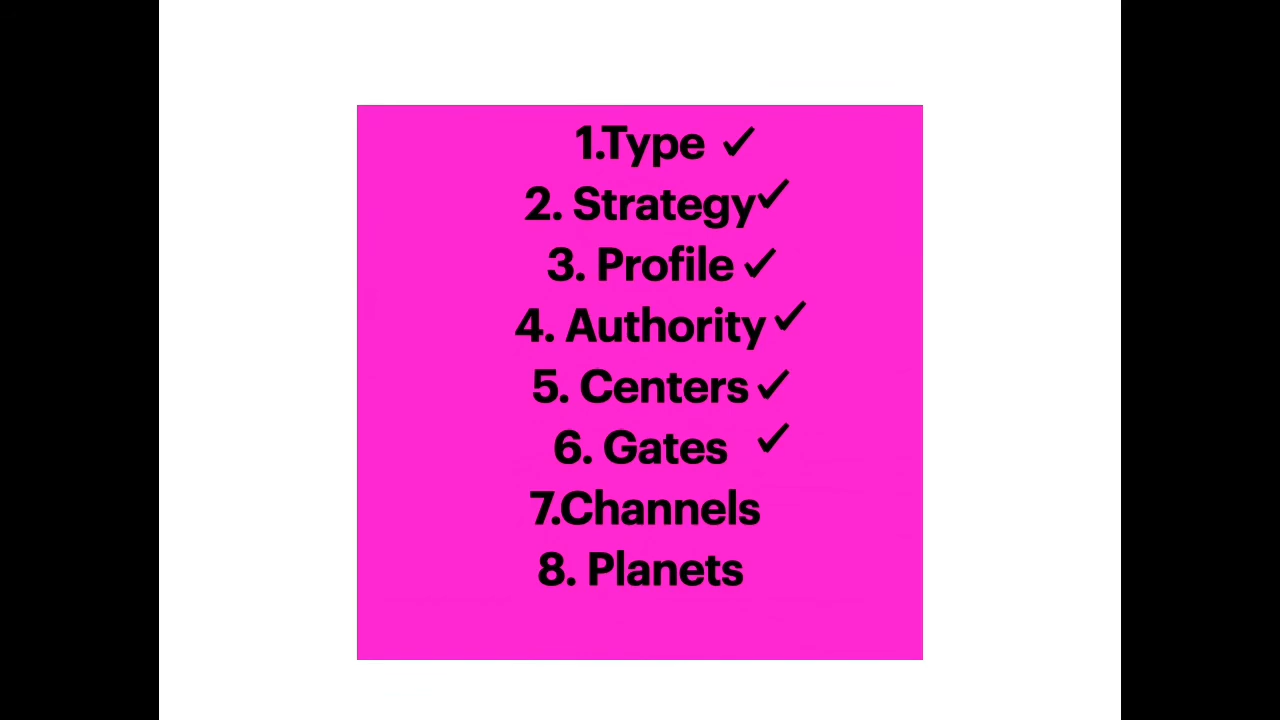 1.Type ✓
2. Strategy✓
3. Profile ✓
4. Authority ✓
5. Centers ✓
6. Gates ✓
7.Channels
8. Planets